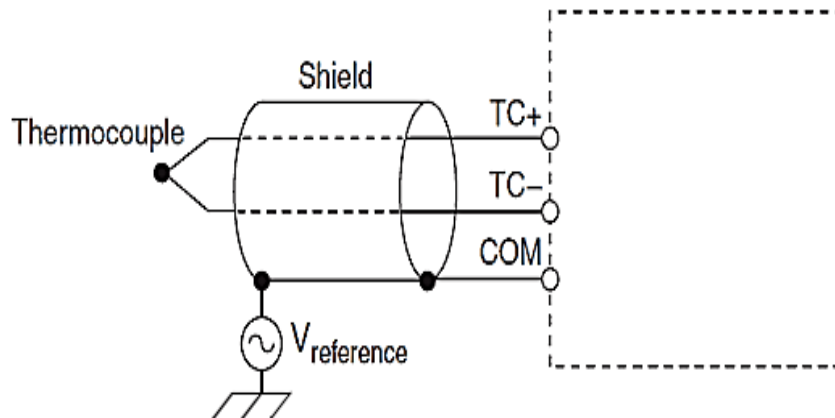 Shield
Thermocouple
TC+
TC−
COM
Vreference